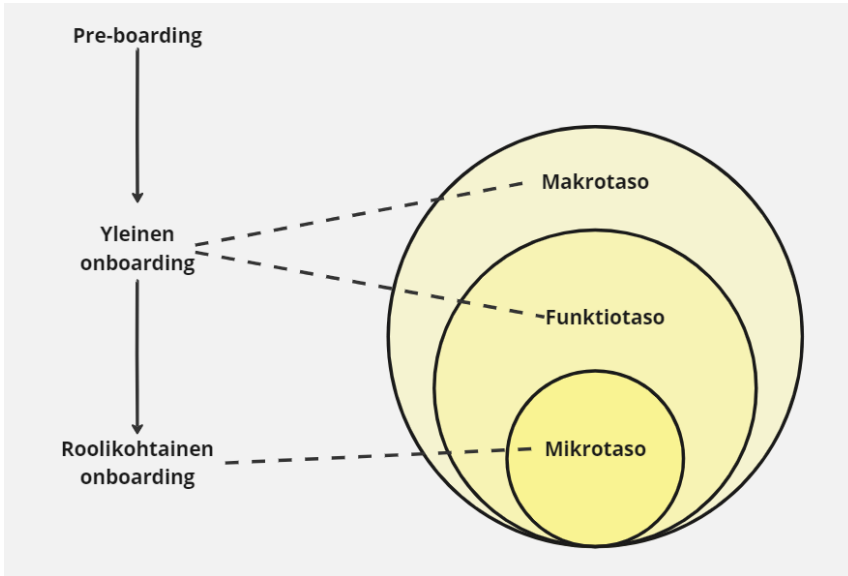 Pre-boarding
Makrotaso
Yleinen
onboarding
Funktiotaso
Roolikohtainen
onboarding
Mikrotaso